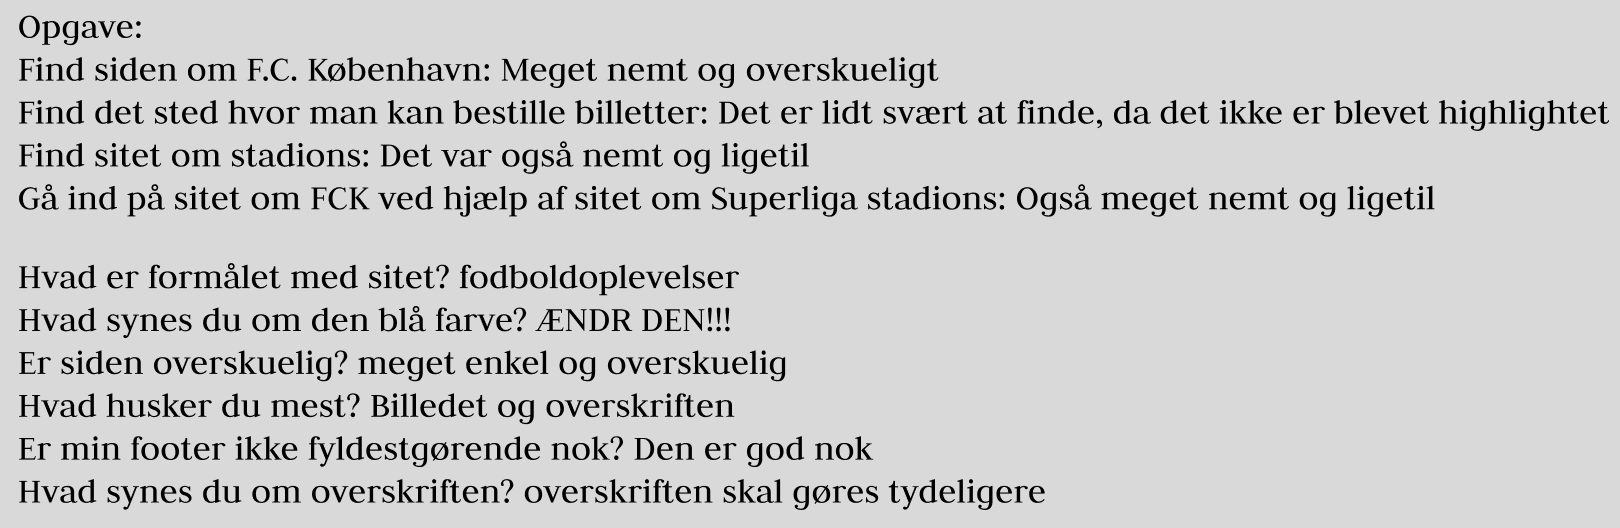 Opgave:
Find siden om F.C. København: Meget nemt og overskueligt
Find det sted hvor man kan bestille billetter: Det er lidt svært at finde, da det ikke er blevet highlightet
Find sitet om stadions: Det var også nemt og ligetil
Gå ind på sitet om FCK ved hjælp af sitet om Superliga stadions: Også meget nemt og ligetil
Hvad er formålet med sitet? fodboldoplevelser
Hvad synes du om den blå farve? ÆNDR DEN!!!
Er siden overskuelig? meget enkel og overskuelig
Hvad husker du mest? Billedet og overskriften
Er min footer ikke fyldestgørende nok? Den er god nok
Hvad synes du om overskriften? overskriften skal gøres tydeligere